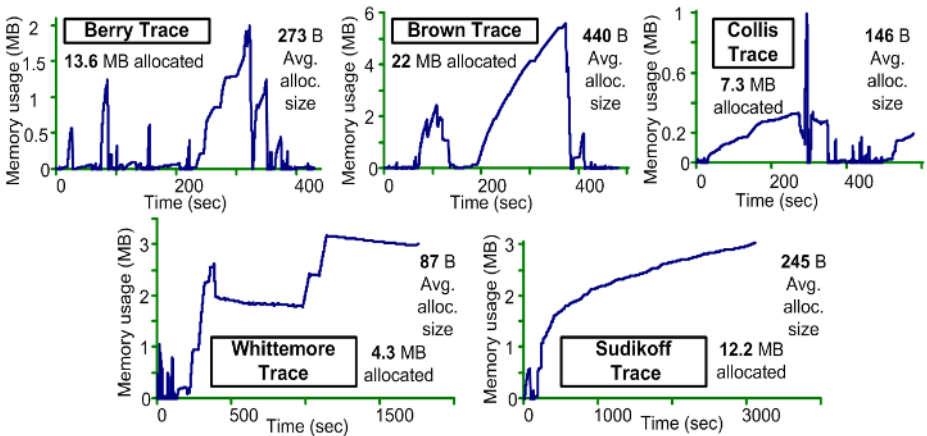 Memory usage (MB)
2
1.5
1
0.5
0
Berry Trace
13.6 MB allocated
273 B
Avg.
alloc.
size
0 200 400
Time (sec)
Memory usage (MB)
6
4
2
0
Brown Trace
22 MB allocated
440 B
Avg.
alloc.
size
0 200 400
Time (sec)
Memory usage (MB)
1
0.6
0.2
0
Collis
Trace
7.3 MB
allocated
146 B
Avg.
alloc.
size
0 200 400
Time (sec)
Memory usage (MB)
3
2
1
0
87 B
Avg.
alloc.
size
Whittemore
Trace
4.3 MB
allocated
0 500 1500
Time (sec)
Memory usage (MB)
3
2
1
0
245 B
Avg.
alloc.
size
Sudikoff
Trace
12.2 MB
allocated
0 1000 3000
Time (sec)